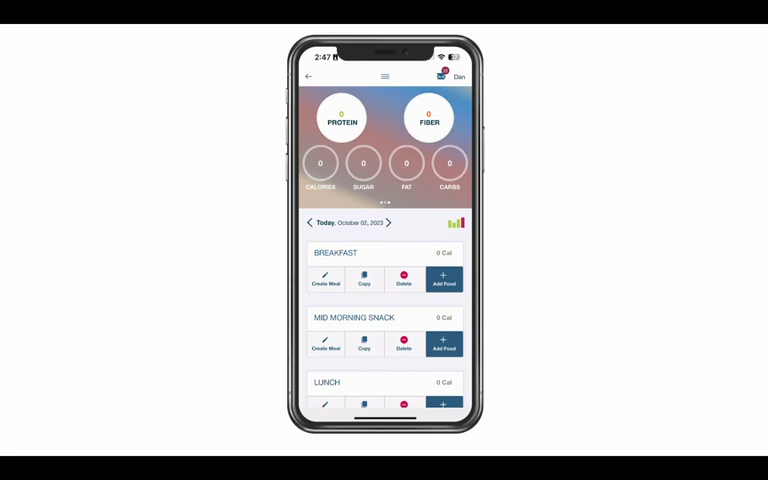 2:47
Dan
0
PROTEIN
0
FIBER
0
0
0
0
CALORIES
SUGAR
FAT
CARBS
Today, October 02, 2023
BREAKFAST
0 Cal
Create Meal
Copy
Delete
Add Food
MID MORNING SNACK
0 Cal
Create Meal
Copy
Delete
Add Food
LUNCH
0 Cal